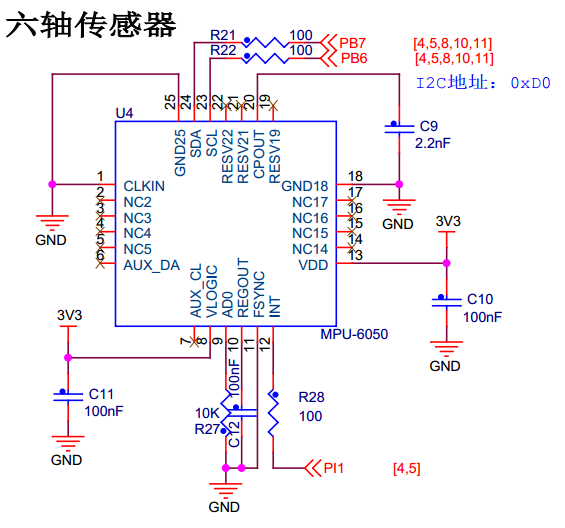 六轴传感器
R21 100 PB7 [4,5,8,10,11]
R22 100 PB6 [4,5,8,10,11]
I2C地址：0xD0
U4
25 24 23 22 21 20 19
GND25 SDA SCL RESV22 RESV21 CPOUT RESV19
C9
2.2nF
GND
1 CLKIN
2 NC2
3 NC3
4 NC4
5 NC5
6 AUX_DA
GND
GND18 18
NC17 17
NC16 16
NC15 15
NC14 14
VDD 13
3V3
C10
100nF
GND
AUX_CL VLOGIC AD0 REGOUT FSYNC INT
7 8 9 10 11 12
MPU-6050
3V3
C11
100nF
GND
10K
R27
100nF
C12
R28
100
GND
PI1 [4,5]